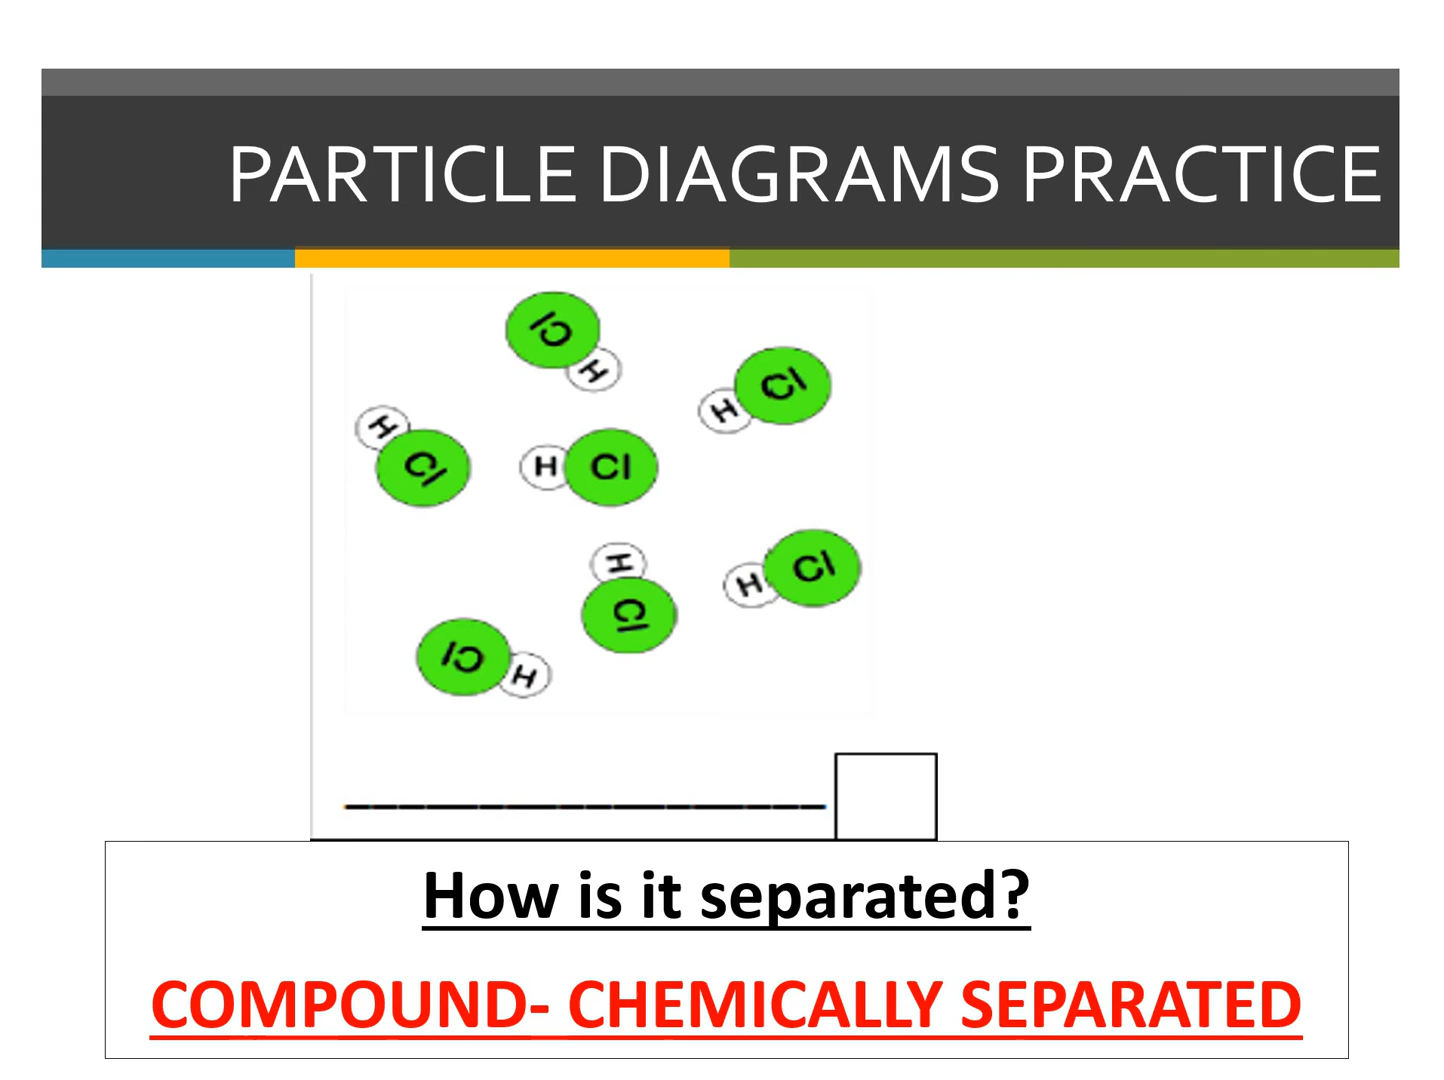 PARTICLE DIAGRAMS PRACTICE
Cl
H
H Cl
H
Cl
H Cl
H
Cl
H Cl
Cl H
How is it separated?
COMPOUND- CHEMICALLY SEPARATED